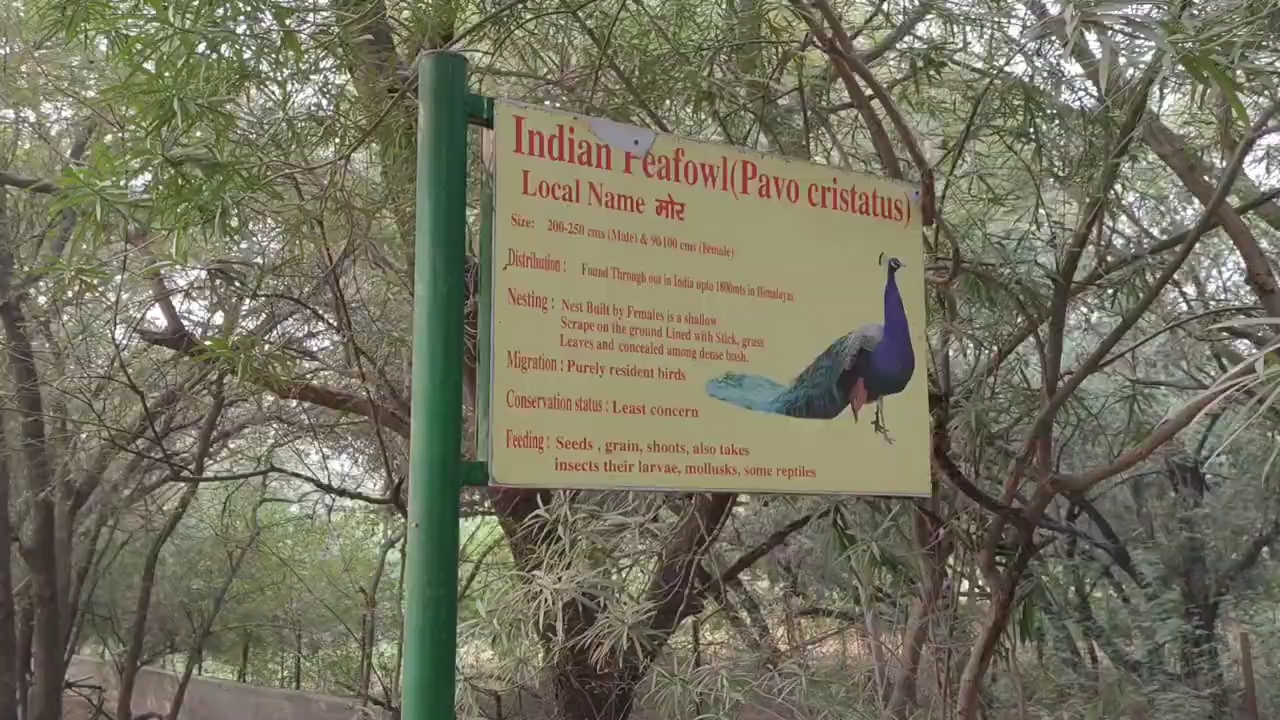 Indian Peafowl(Pavo cristatus)
Local Name मोर
Size: 200-250 cms (Male) & 90100 cms (Female)
Distribution : Found Through out in India upto 1800mts in Himalayas
Nesting : Nest Built by Females is a shallow
Scrape on the ground Lined with Stick, grass
Leaves and concealed among dense bush.
Migration : Purely resident birds
Conservation status : Least concern
Feeding : Seeds , grain, shoots, also takes
insects their larvae, mollusks, some reptiles